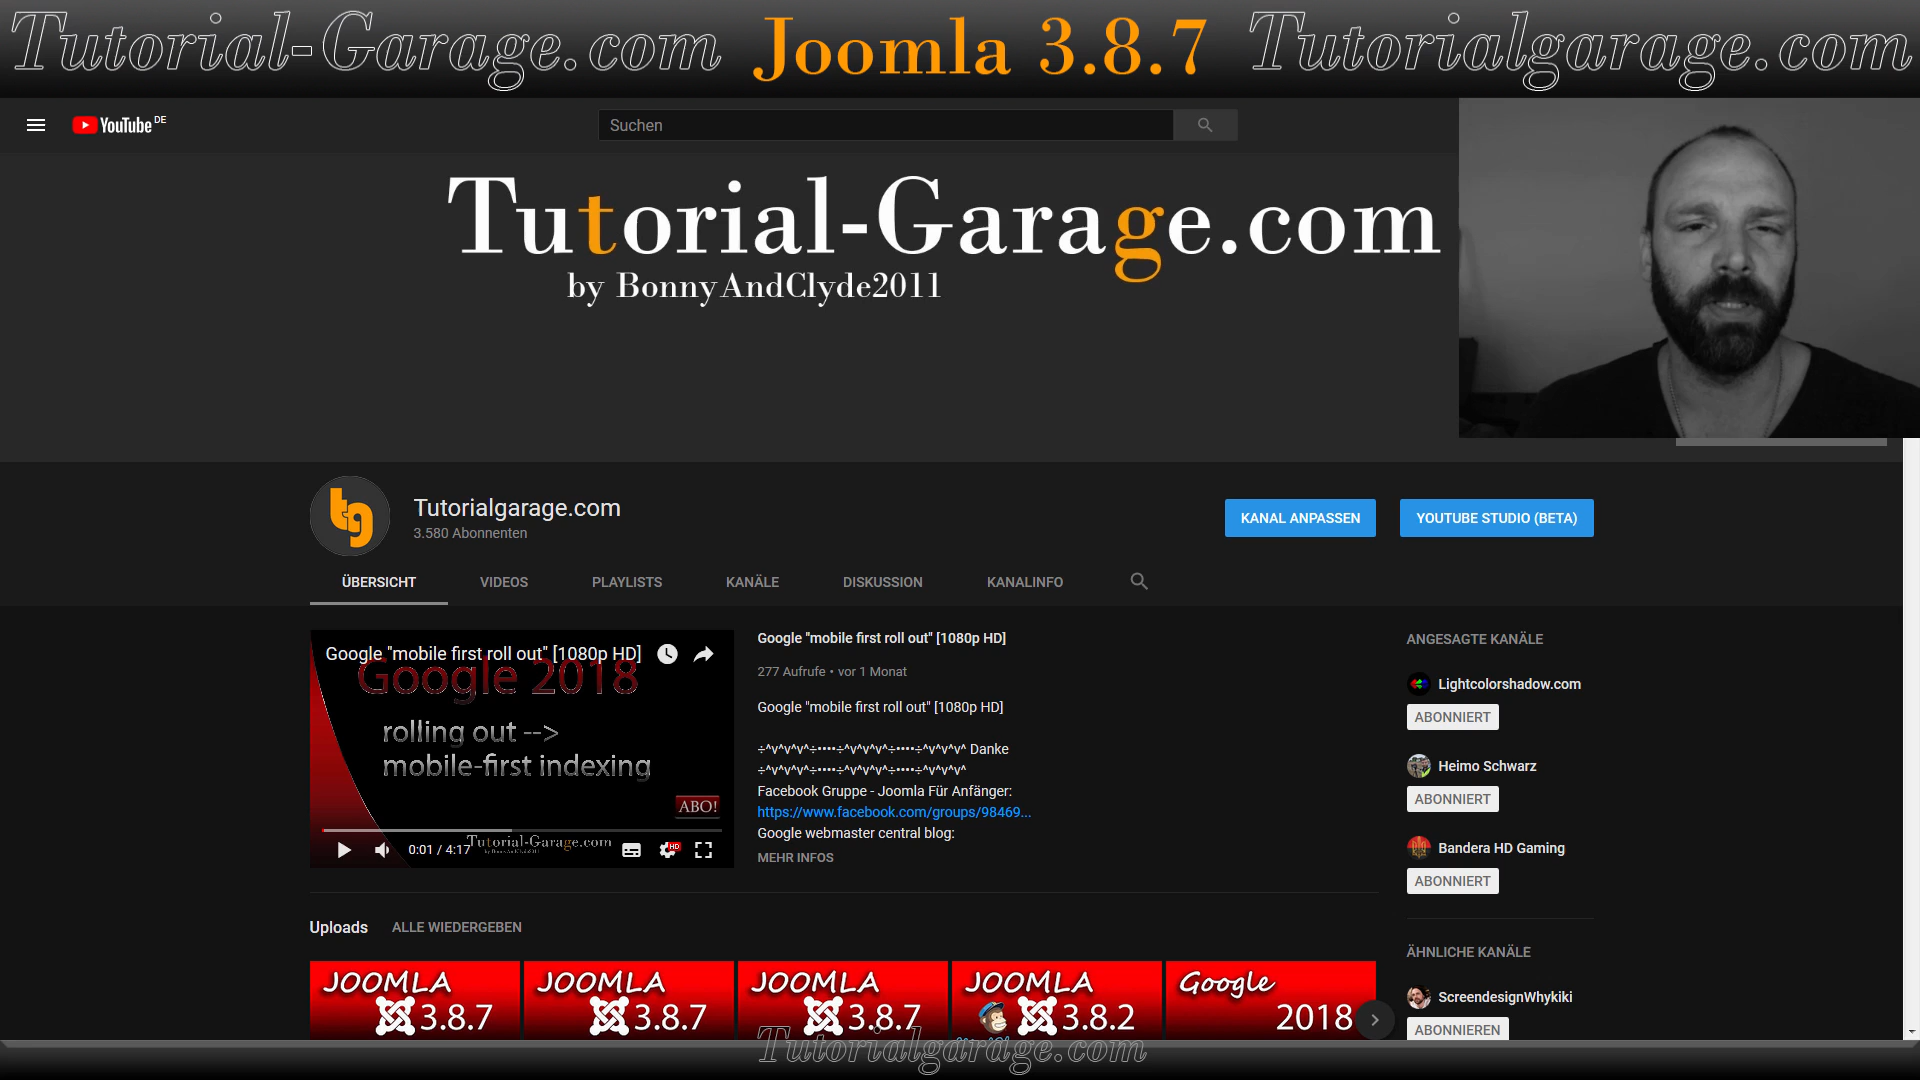 Tutorial-Garage.com Joomla 3.8.7 Tutorialgarage.com
YouTube DE
Suchen
Tutorial-Garage.com
by BonnyAndClyde2011
tg
Tutorialgarage.com
3.580 Abonnenten
KANAL ANPASSEN
YOUTUBE STUDIO (BETA)
ÜBERSICHT VIDEOS PLAYLISTS KANÄLE DISKUSSION KANALINFO
Google "mobile first roll out" [1080p HD]
Google 2018
rolling out -->
mobile-first indexing
ABO!
0:01 / 4:17
Tutorial-Garage.com
HD
Google "mobile first roll out" [1080p HD]
277 Aufrufe • vor 1 Monat
Google "mobile first roll out" [1080p HD]
÷^v^v^v^÷••••÷^v^v^v^÷••••÷^v^v^v^ Danke
÷^v^v^v^÷••••÷^v^v^v^÷••••÷^v^v^v^
Facebook Gruppe - Joomla Für Anfänger:
https://www.facebook.com/groups/98469...
Google webmaster central blog:
MEHR INFOS
ANGESAGTE KANÄLE
Lightcolorshadow.com
ABONNIERT
Heimo Schwarz
ABONNIERT
Bandera HD Gaming
ABONNIERT
ÄHNLICHE KANÄLE
ScreendesignWhykiki
ABONNIEREN
Uploads ALLE WIEDERGEBEN
JOOMLA
3.8.7
JOOMLA
3.8.7
JOOMLA
3.8.7
JOOMLA
3.8.2
Google
2018
Tutorialgarage.com